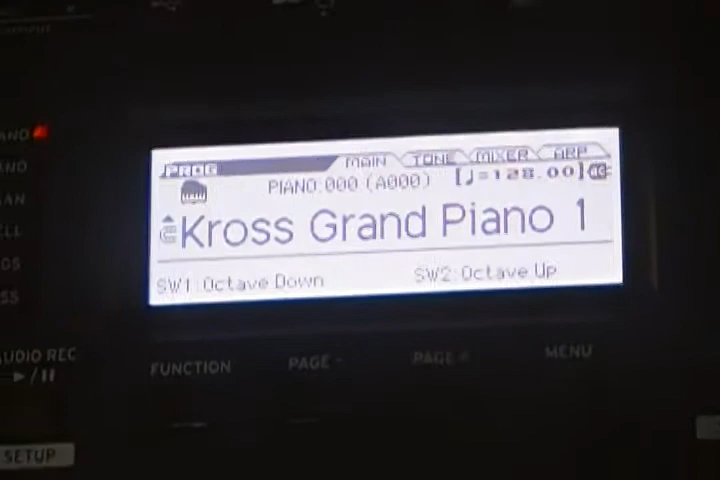 PROG MAIN TONE MIXER ARP
PIANO:000 (A000) [♩=128.00]
Kross Grand Piano 1
SW1:Octave Down SW2:Octave Up
AUDIO REC
FUNCTION PAGE - PAGE + MENU
SETUP